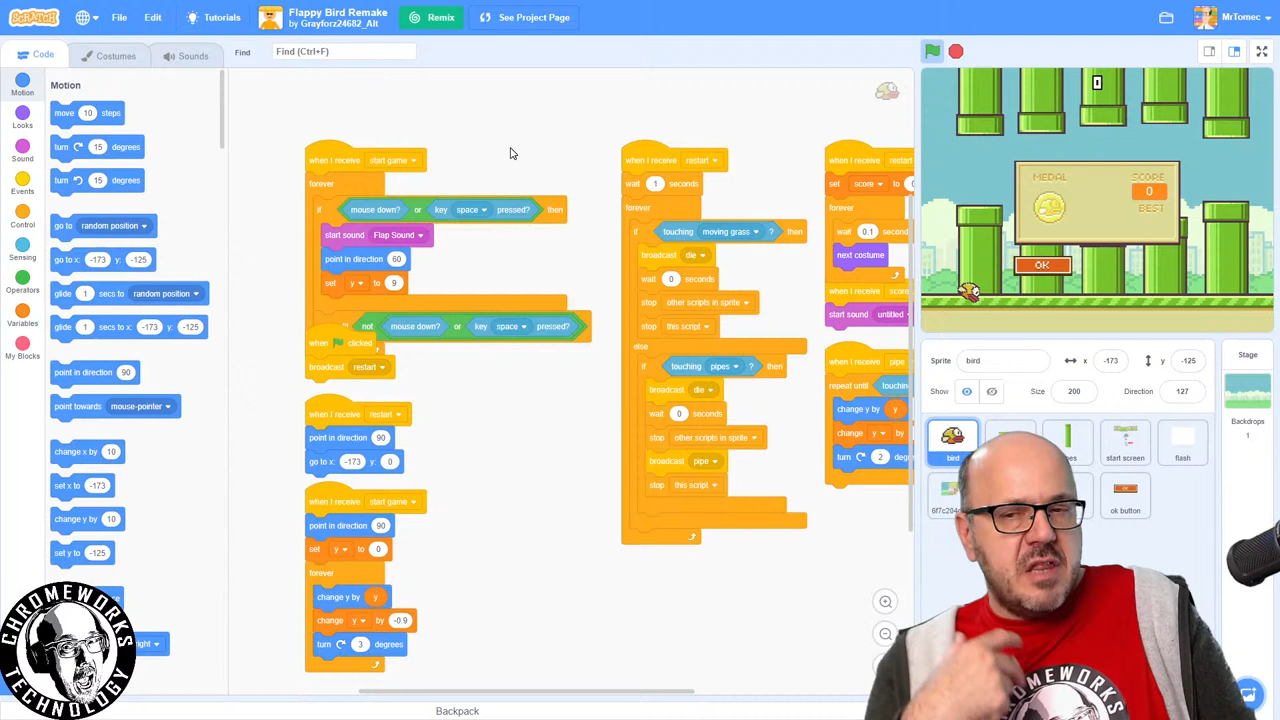 SCRATCH
File
Edit
Tutorials
Flappy Bird Remake
by Grayforz24682_Alt
Remix
See Project Page
MrTomec
Code
Costumes
Sounds
Find
Find (Ctrl+F)
Motion
Looks
Sound
Events
Control
Sensing
Operators
Variables
My Blocks
Motion
move 10 steps
turn 15 degrees
turn 15 degrees
go to random position
go to x: -173 y: -125
glide 1 secs to random position
glide 1 secs to x: -173 y: -125
point in direction 90
point towards mouse-pointer
change x by 10
set x to -173
change y by 10
set y to -125
when I receive start game
forever
if mouse down? or key space pressed? then
start sound Flap Sound
point in direction 60
set y to 9
not mouse down? or key space pressed?
when clicked
broadcast restart
when I receive restart
point in direction 90
go to x: -173 y: 0
when I receive start game
point in direction 90
set y to 0
forever
change y by y
change y by -0.9
turn 3 degrees
when I receive restart
wait 1 seconds
forever
if touching moving grass ? then
broadcast die
wait 0 seconds
stop other scripts in sprite
stop this script
else
if touching pipes ? then
broadcast die
wait 0 seconds
stop other scripts in sprite
broadcast pipe
stop this script
when I receive restart
set score to
forever
wait 0.1 second
next costume
when I receive score
start sound untitled
when I receive pipe
repeat until
change y by y
change y by
turn 2
0
MEDAL
SCORE
0
BEST
OK
Sprite
bird
x -173
y -125
Show
Size 200
Direction 127
Stage
Backdrops
1
bird
start screen
flash
ok button
Backpack
CHROMEWORKS
TECHNOLOGY